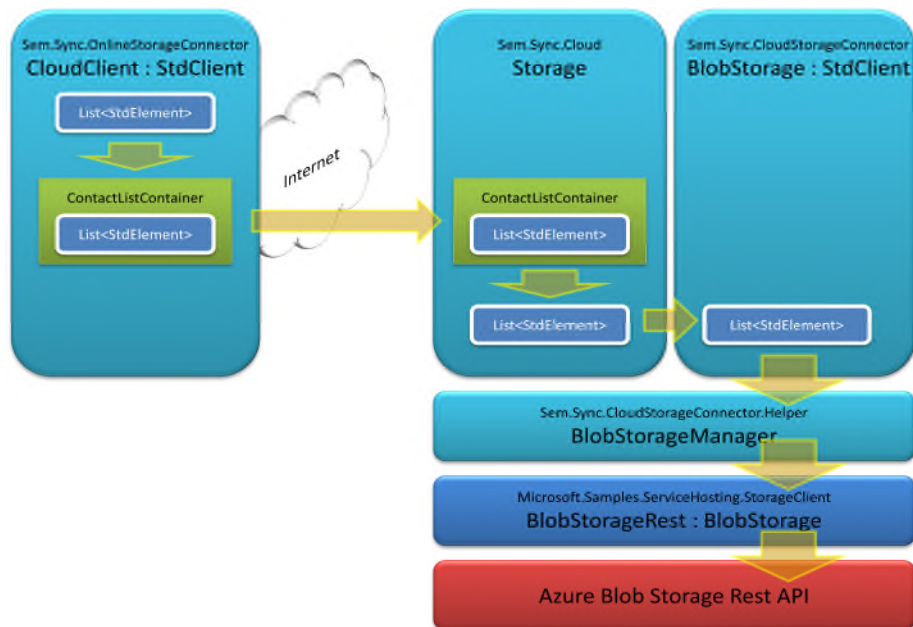 Sem.Sync.OnlineStorageConnector
CloudClient : StdClient
List<StdElement>
ContactListContainer
List<StdElement>
Internet
Sem.Sync.Cloud
Storage
ContactListContainer
List<StdElement>
List<StdElement>
Sem.Sync.CloudStorageConnector
BlobStorage : StdClient
List<StdElement>
Sem.Sync.CloudStorageConnector.Helper
BlobStorageManager
Microsoft.Samples.ServiceHosting.StorageClient
BlobStorageRest : BlobStorage
Azure Blob Storage Rest API